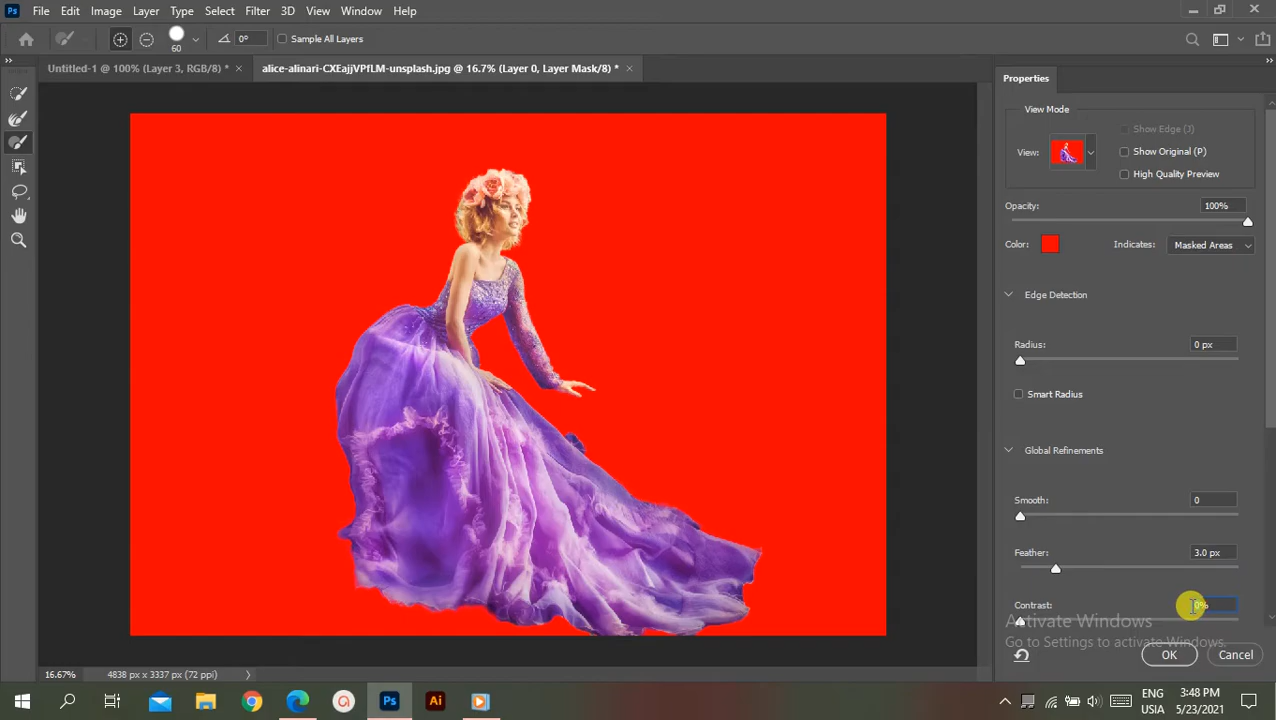 Ps File Edit Image Layer Type Select Filter 3D View Window Help
60
0°
Sample All Layers
Untitled-1 @ 100% (Layer 3, RGB/8) * ×
alice-alinari-CXEajjVPfLM-unsplash.jpg @ 16.7% (Layer 0, Layer Mask/8) * ×
Properties
View Mode
Show Edge (J)
View:
Show Original (P)
High Quality Preview
Opacity: 100%
Color: Indicates: Masked Areas
Edge Detection
Radius: 0 px
Smart Radius
Global Refinements
Smooth: 0
Feather: 3.0 px
Contrast: 0%
Activate Windows
Go to Settings to activate Windows.
OK Cancel
16.67% 4838 px x 3337 px (72 ppi)
Ps Ai
ENG
USIA
3:48 PM
5/23/2021